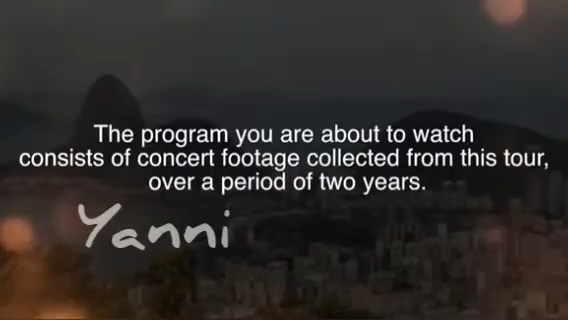 The program you are about to watch
consists of concert footage collected from this tour,
over a period of two years.
Yanni